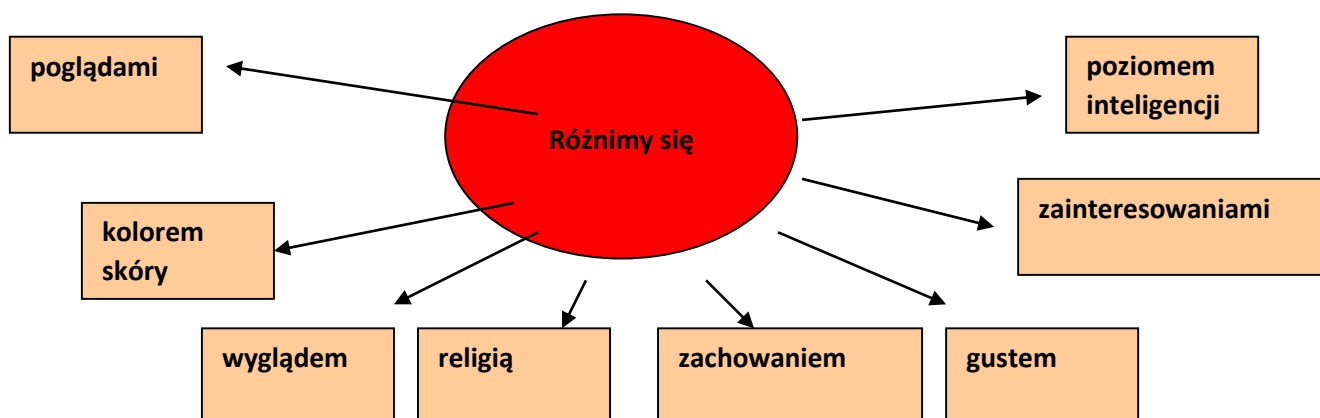 poglądami
Różnimy się
poziomem
inteligencji
kolorem
skóry
zainteresowaniami
wyglądem
religią
zachowaniem
gustem